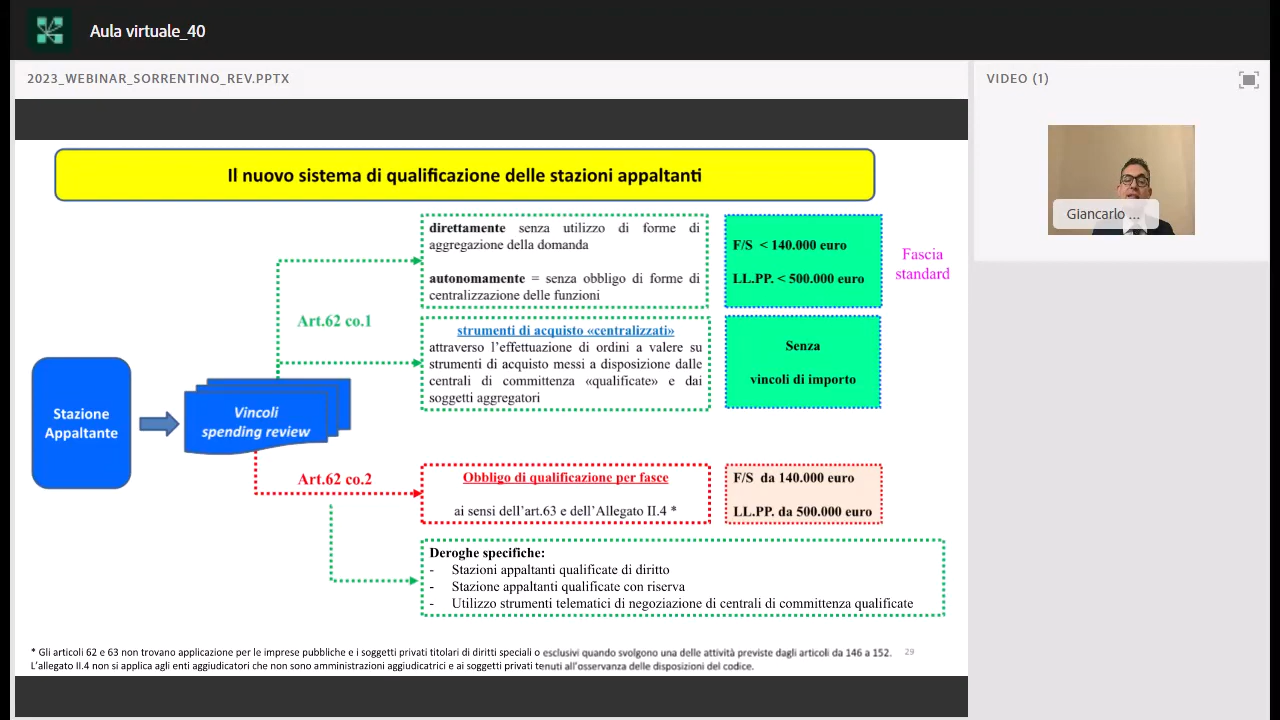 Aula virtuale_40
2023_WEBINAR_SORRENTINO_REV.PPTX
VIDEO (1)
Giancarlo ...
Il nuovo sistema di qualificazione delle stazioni appaltanti
direttamente senza utilizzo di forme di
aggregazione della domanda
autonomamente = senza obbligo di forme di
centralizzazione delle funzioni
F/S < 140.000 euro
LL.PP. < 500.000 euro
Fascia
standard
Art.62 co.1
strumenti di acquisto «centralizzati»
attraverso l’effettuazione di ordini a valere su
strumenti di acquisto messi a disposizione dalle
centrali di committenza «qualificate» e dai
soggetti aggregatori
Senza
vincoli di importo
Stazione
Appaltante
Vincoli
spending review
Art.62 co.2
Obbligo di qualificazione per fasce
ai sensi dell’art.63 e dell’Allegato II.4 *
F/S da 140.000 euro
LL.PP. da 500.000 euro
Deroghe specifiche:
- Stazioni appaltanti qualificate di diritto
- Stazione appaltanti qualificate con riserva
- Utilizzo strumenti telematici di negoziazione di centrali di committenza qualificate
* Gli articoli 62 e 63 non trovano applicazione per le imprese pubbliche e i soggetti privati titolari di diritti speciali o esclusivi quando svolgono una delle attività previste dagli articoli da 146 a 152.
L’allegato II.4 non si applica agli enti aggiudicatori che non sono amministrazioni aggiudicatrici e ai soggetti privati tenuti all’osservanza delle disposizioni del codice.
29